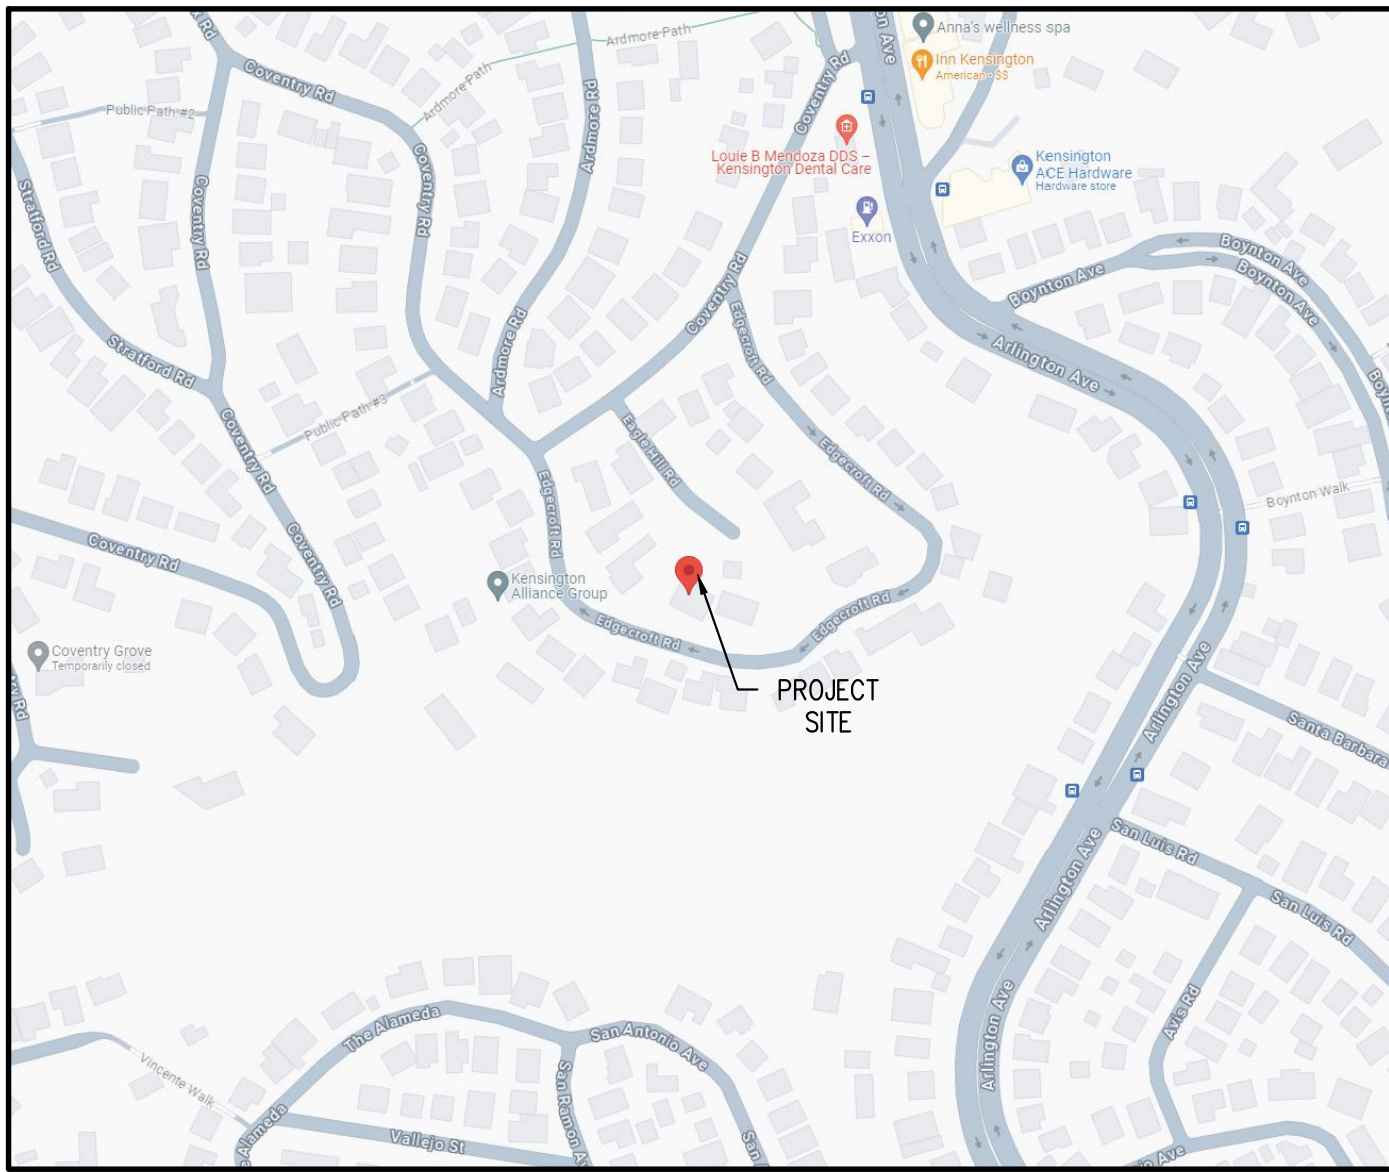 Anna's wellness spa
Inn Kensington
American • $$
Ardmore Path
Ardmore Path
Coventry Rd
Ardmore Rd
Coventry Rd
Public Path #2
Louie B Mendoza DDS –
Kensington Dental Care
Kensington
ACE Hardware
Hardware store
Coventry Rd
Coventry Rd
Stratford Rd
Exxon
Boynton Ave
Boynton Ave
Boynton Ave
Coventry Rd
Edgecroft Rd
Ardmore Rd
Stratford Rd
Arlington Ave
Public Path #3
Coventry Rd
Eagle Hill Rd
Edgecroft Rd
Boynton Walk
Edgecroft Rd
Coventry Rd
Coventry Rd
Kensington
Alliance Group
Edgecroft Rd
Edgecroft Rd
Coventry Grove
Temporarily closed
Arlington Ave
PROJECT
SITE
Santa Barbara
San Luis Rd
Arlington Ave
San Luis Rd
Avis Rd
The Alameda
San Antonio Ave
Arlington Ave
Vincente Walk
San Ramon
Alameda
Vallejo St
San
Ave